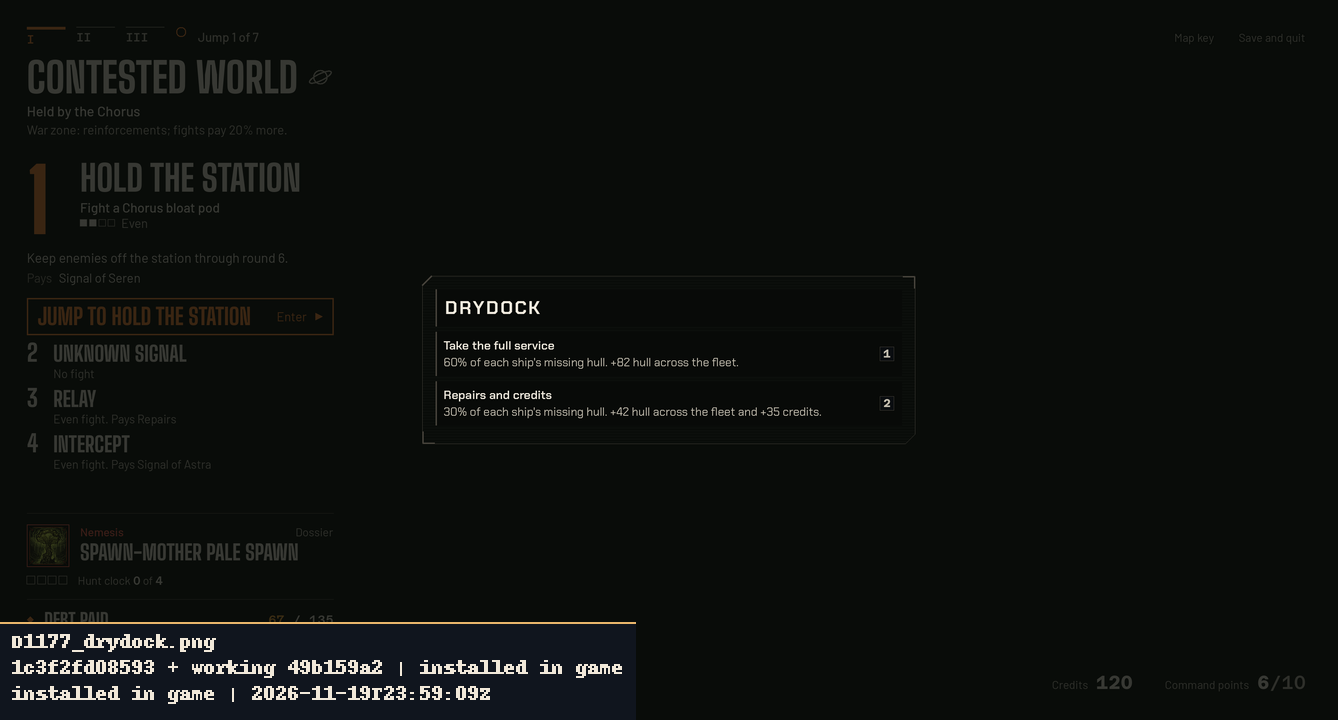 I II III Jump 1 of 7
Map key Save and quit
CONTESTED WORLD
Held by the Chorus
War zone: reinforcements; fights pay 20% more.
1 HOLD THE STATION
Fight a Chorus bloat pod
Even
Keep enemies off the station through round 6.
Pays Signal of Seren
JUMP TO HOLD THE STATION Enter ►
2 UNKNOWN SIGNAL
No fight
3 RELAY
Even fight. Pays Repairs
4 INTERCEPT
Even fight. Pays Signal of Astra
DRYDOCK
Take the full service
60% of each ship's missing hull. +82 hull across the fleet.
1
Repairs and credits
30% of each ship's missing hull. +42 hull across the fleet and +35 credits.
2
Nemesis Dossier
SPAWN-MOTHER PALE SPAWN
Hunt clock 0 of 4
DEBT PAID 67 / 135
D1177_drydock.png
1c3f2fd08593 + working 49b159a2 | installed in game
installed in game | 2026-11-19T23:59:09Z
Credits 120 Command points 6/10